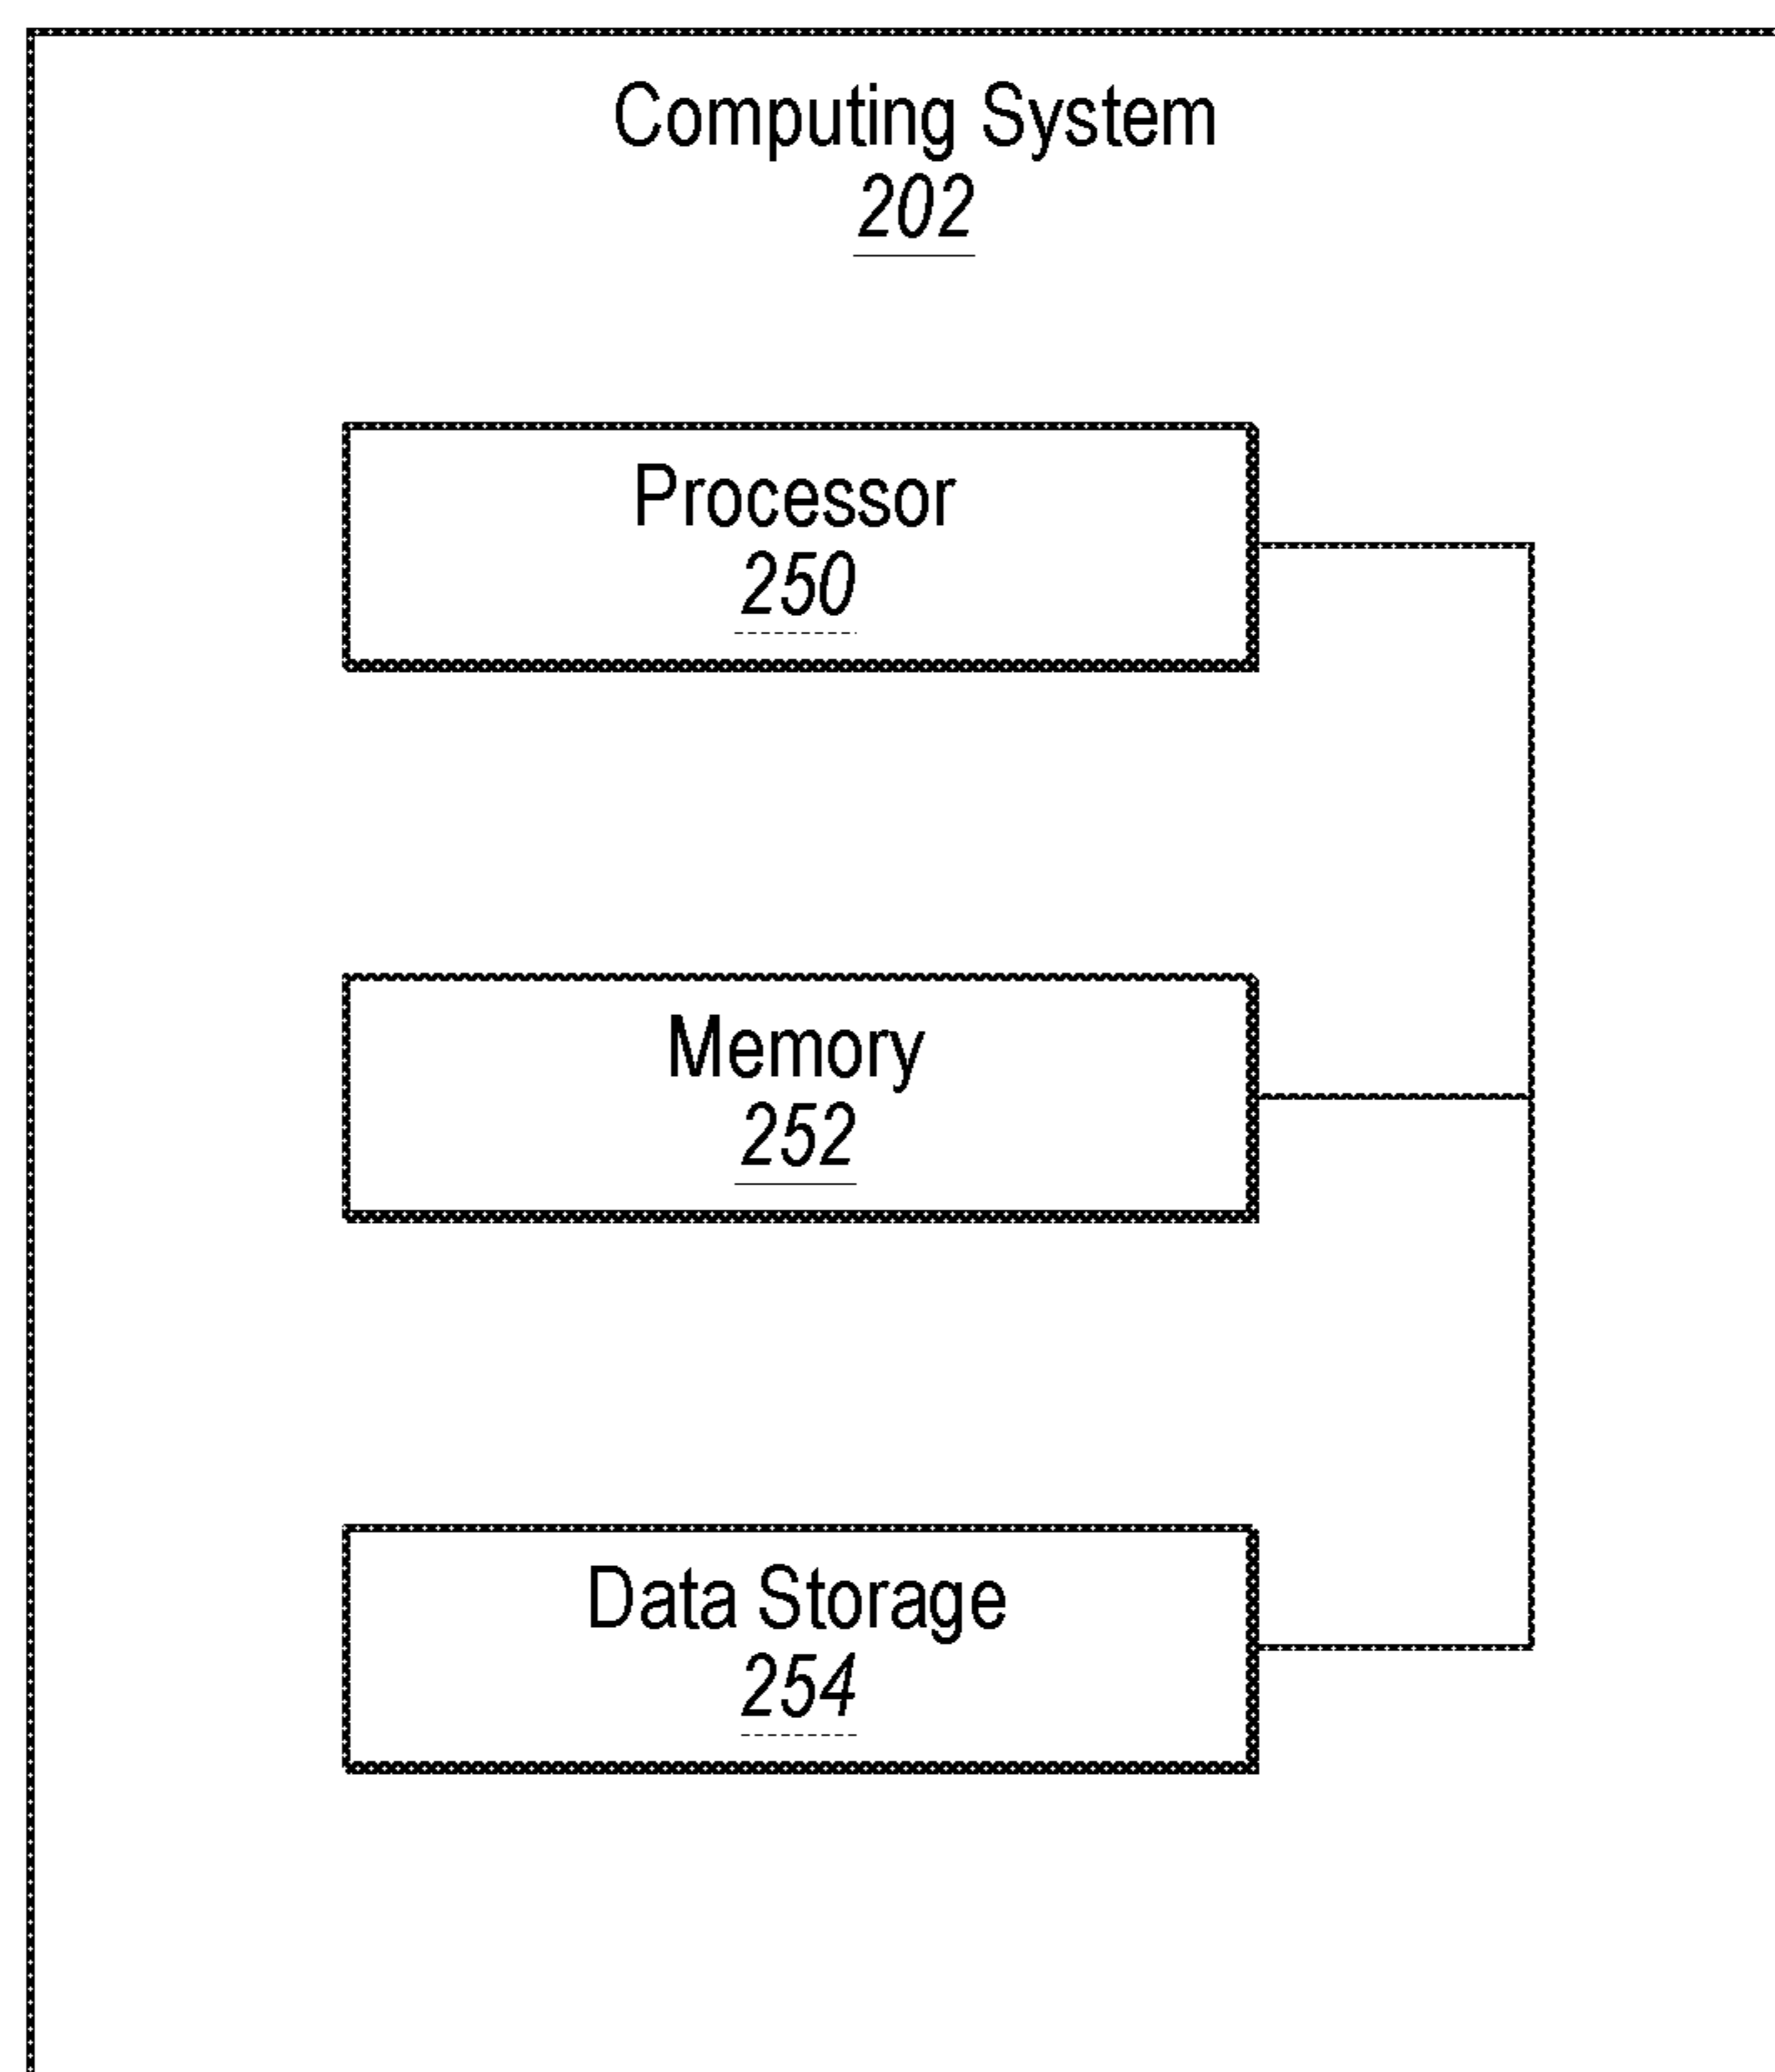 Computing System
202
Processor
250
Memory
252
Data Storage
254